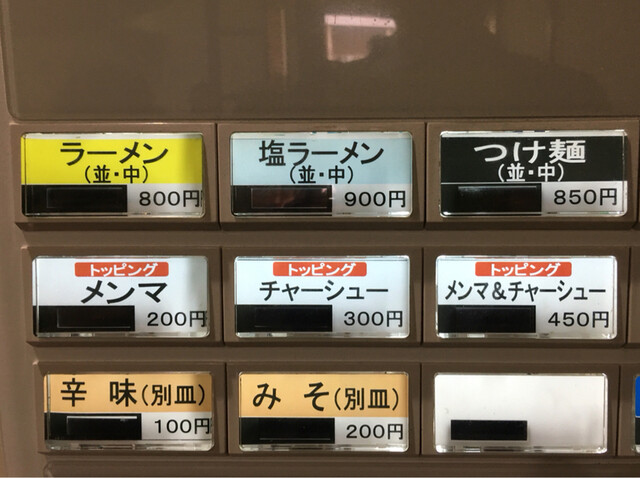 ラーメン
(並・中)
800円
塩ラーメン
(並・中)
900円
つけ麺
(並・中)
850円
トッピング
メンマ
200円
トッピング
チャーシュー
300円
トッピング
メンマ&チャーシュー
450円
辛味(別皿)
100円
みそ(別皿)
200円